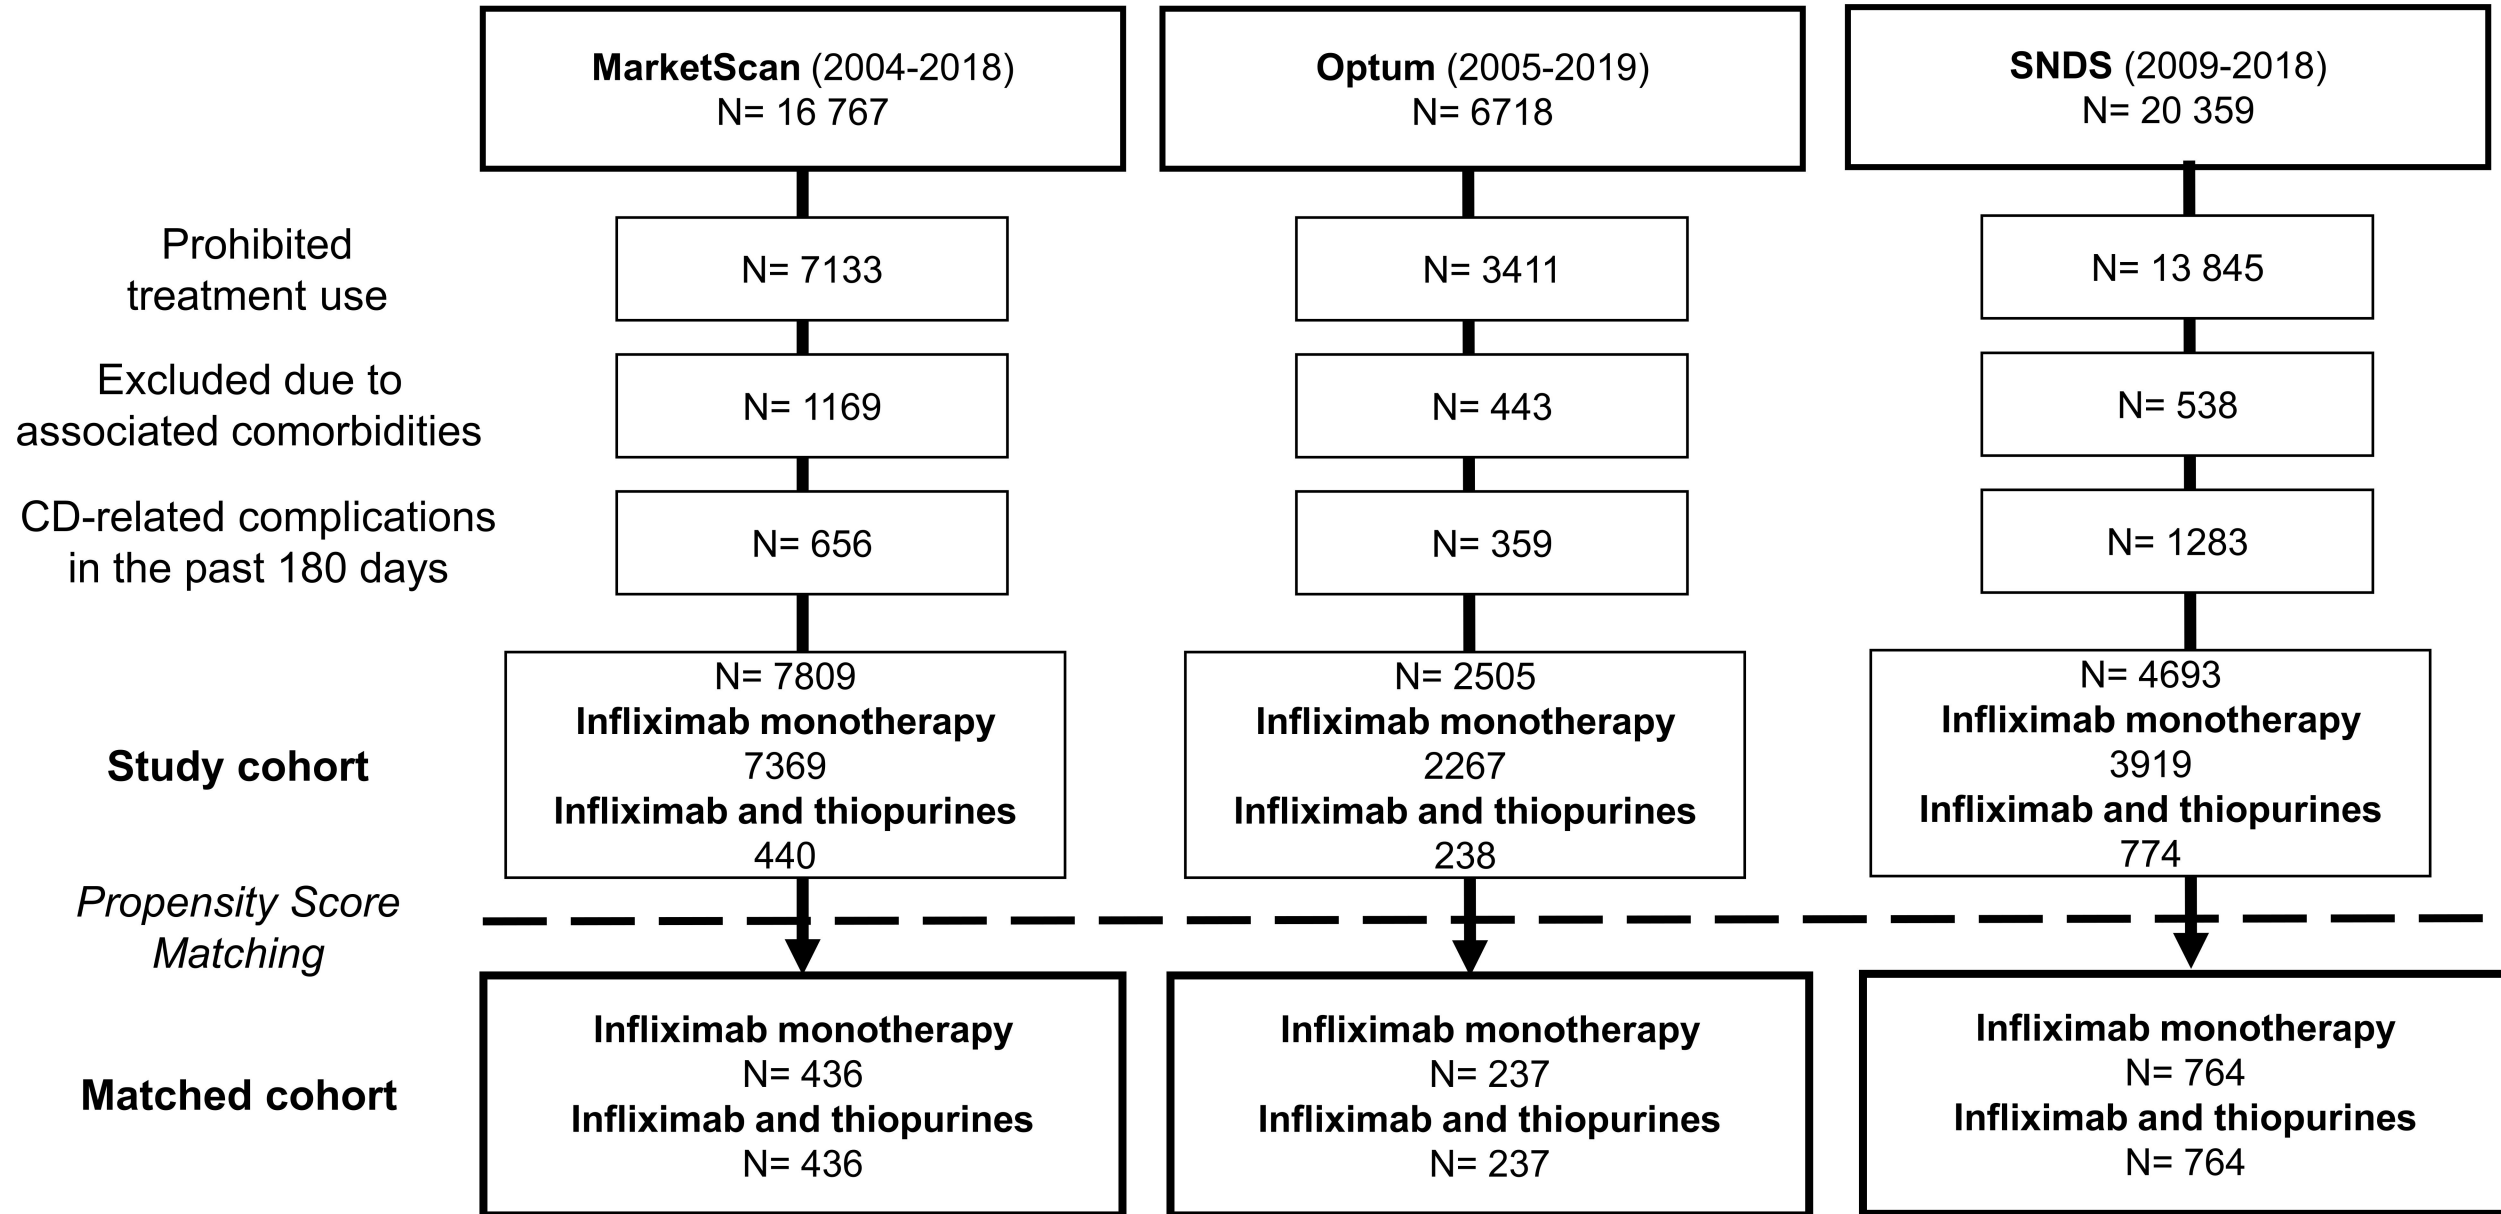 MarketScan (2004-2018)
N= 16 767
Optum (2005-2019)
N= 6718
SNDS (2009-2018)
N= 20 359
Prohibited
treatment use
N= 7133
N= 3411
N= 13 845
Excluded due to
associated comorbidities
N= 1169
N= 443
N= 538
CD-related complications
in the past 180 days
N= 656
N= 359
N= 1283
Study cohort
N= 7809
Infliximab monotherapy
7369
Infliximab and thiopurines
440
N= 2505
Infliximab monotherapy
2267
Infliximab and thiopurines
238
N= 4693
Infliximab monotherapy
3919
Infliximab and thiopurines
774
Propensity Score
Matching
Matched cohort
Infliximab monotherapy
N= 436
Infliximab and thiopurines
N= 436
Infliximab monotherapy
N= 237
Infliximab and thiopurines
N= 237
Infliximab monotherapy
N= 764
Infliximab and thiopurines
N= 764